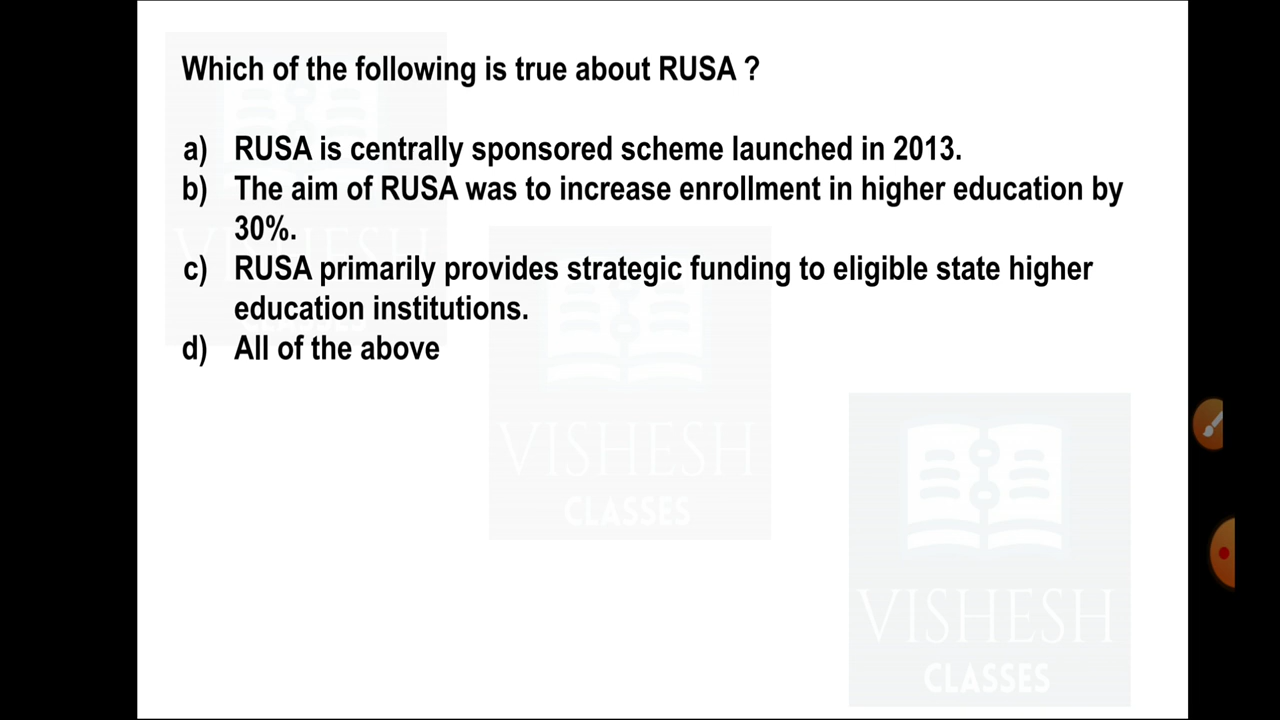 Which of the following is true about RUSA ?
a) RUSA is centrally sponsored scheme launched in 2013.
b) The aim of RUSA was to increase enrollment in higher education by
30%.
c) RUSA primarily provides strategic funding to eligible state higher
education institutions.
d) All of the above
VISHESH
CLASSES
VISHESH
CLASSES
VISHESH
CLASSES